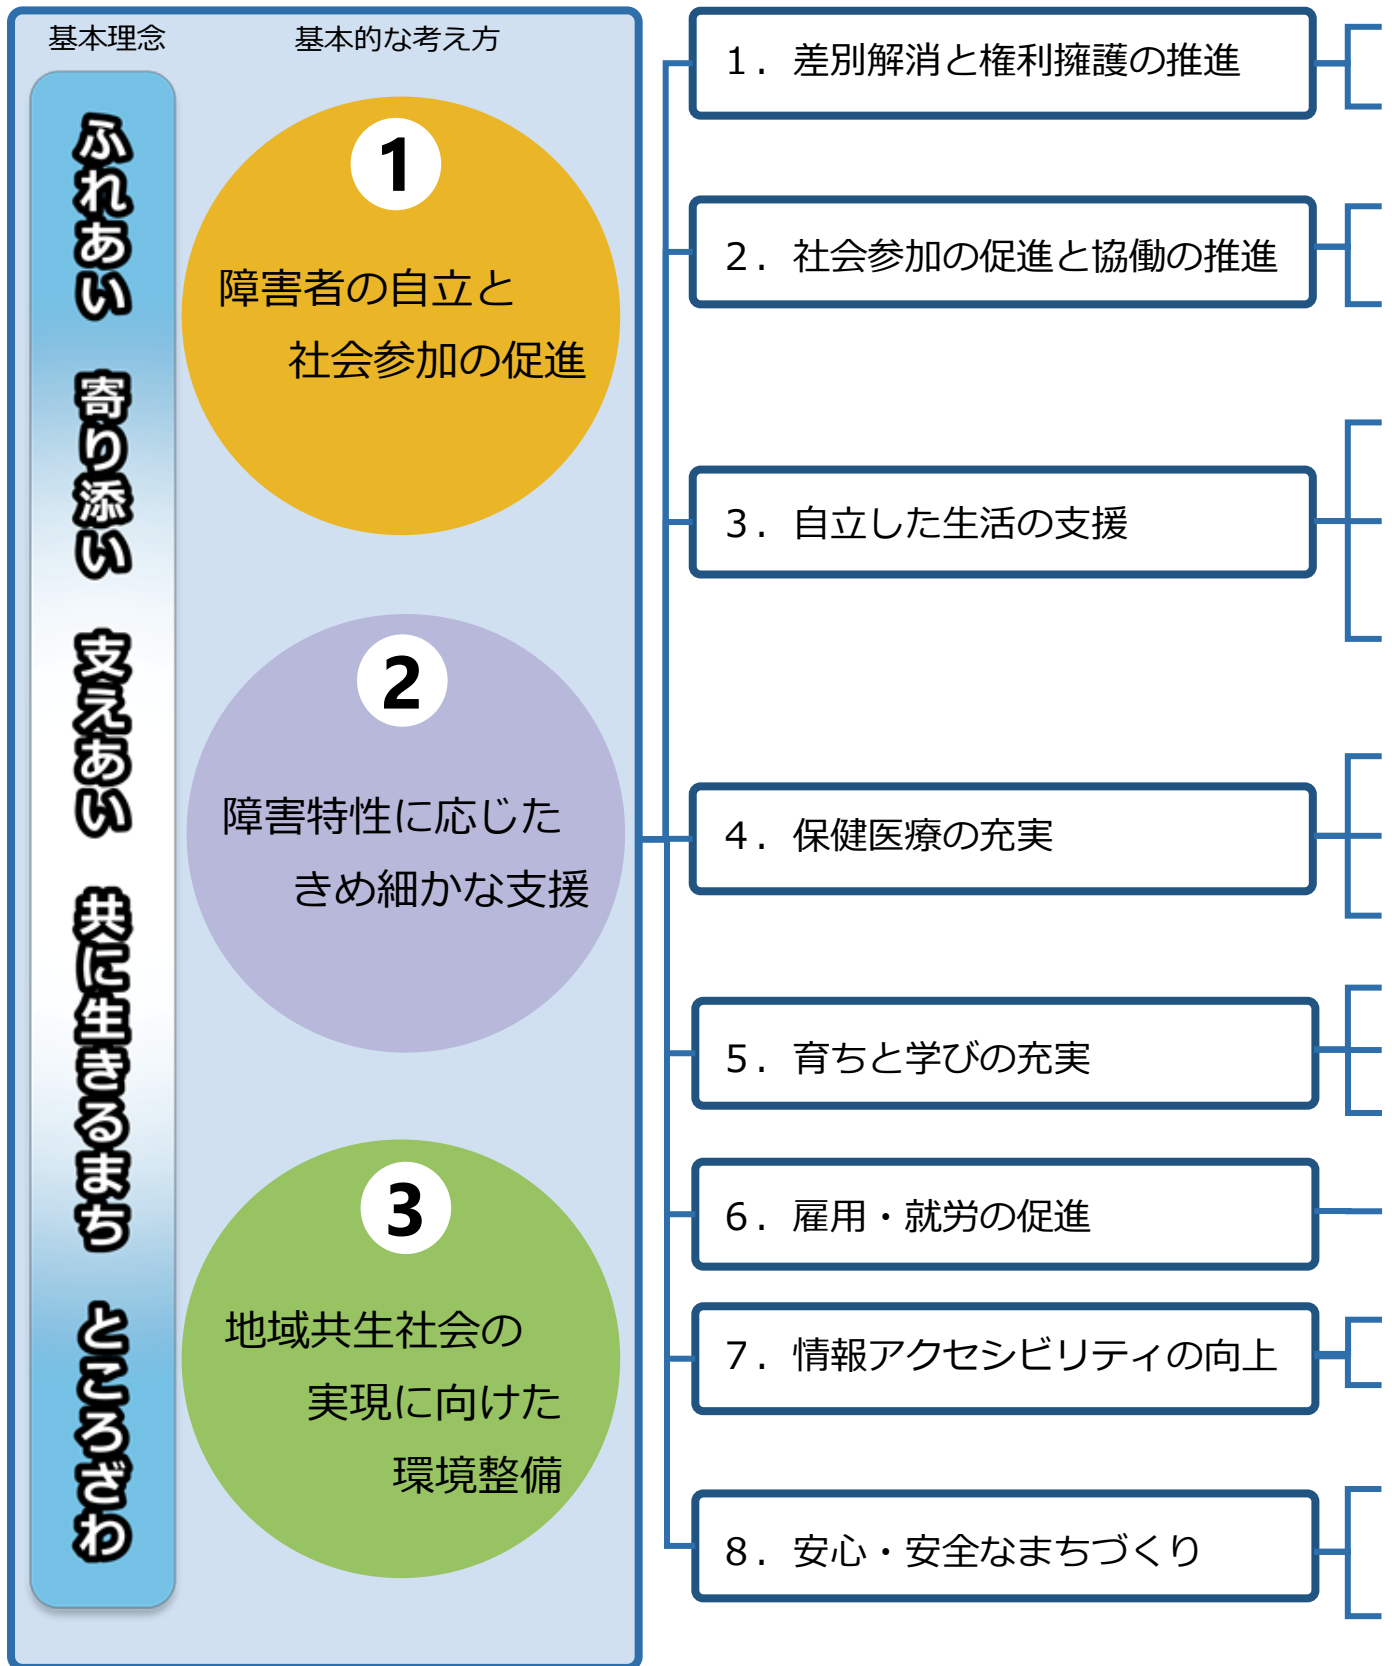 基本理念
基本的な考え方
ふれあい 寄り添い 支えあい 共に生きるまち ところざわ
1
障害者の自立と
社会参加の促進
2
障害特性に応じた
きめ細かな支援
3
地域共生社会の
実現に向けた
環境整備
1．差別解消と権利擁護の推進
2．社会参加の促進と協働の推進
3．自立した生活の支援
4．保健医療の充実
5．育ちと学びの充実
6．雇用・就労の促進
7．情報アクセシビリティの向上
8．安心・安全なまちづくり